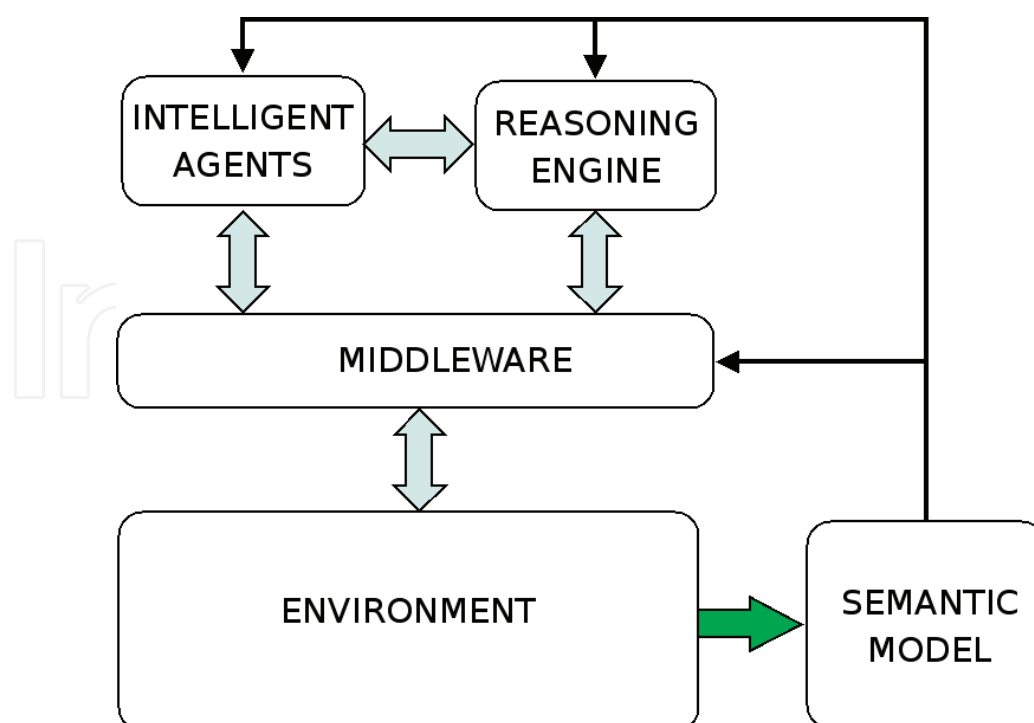 INTELLIGENT
AGENTS
REASONING
ENGINE
MIDDLEWARE
ENVIRONMENT
SEMANTIC
MODEL